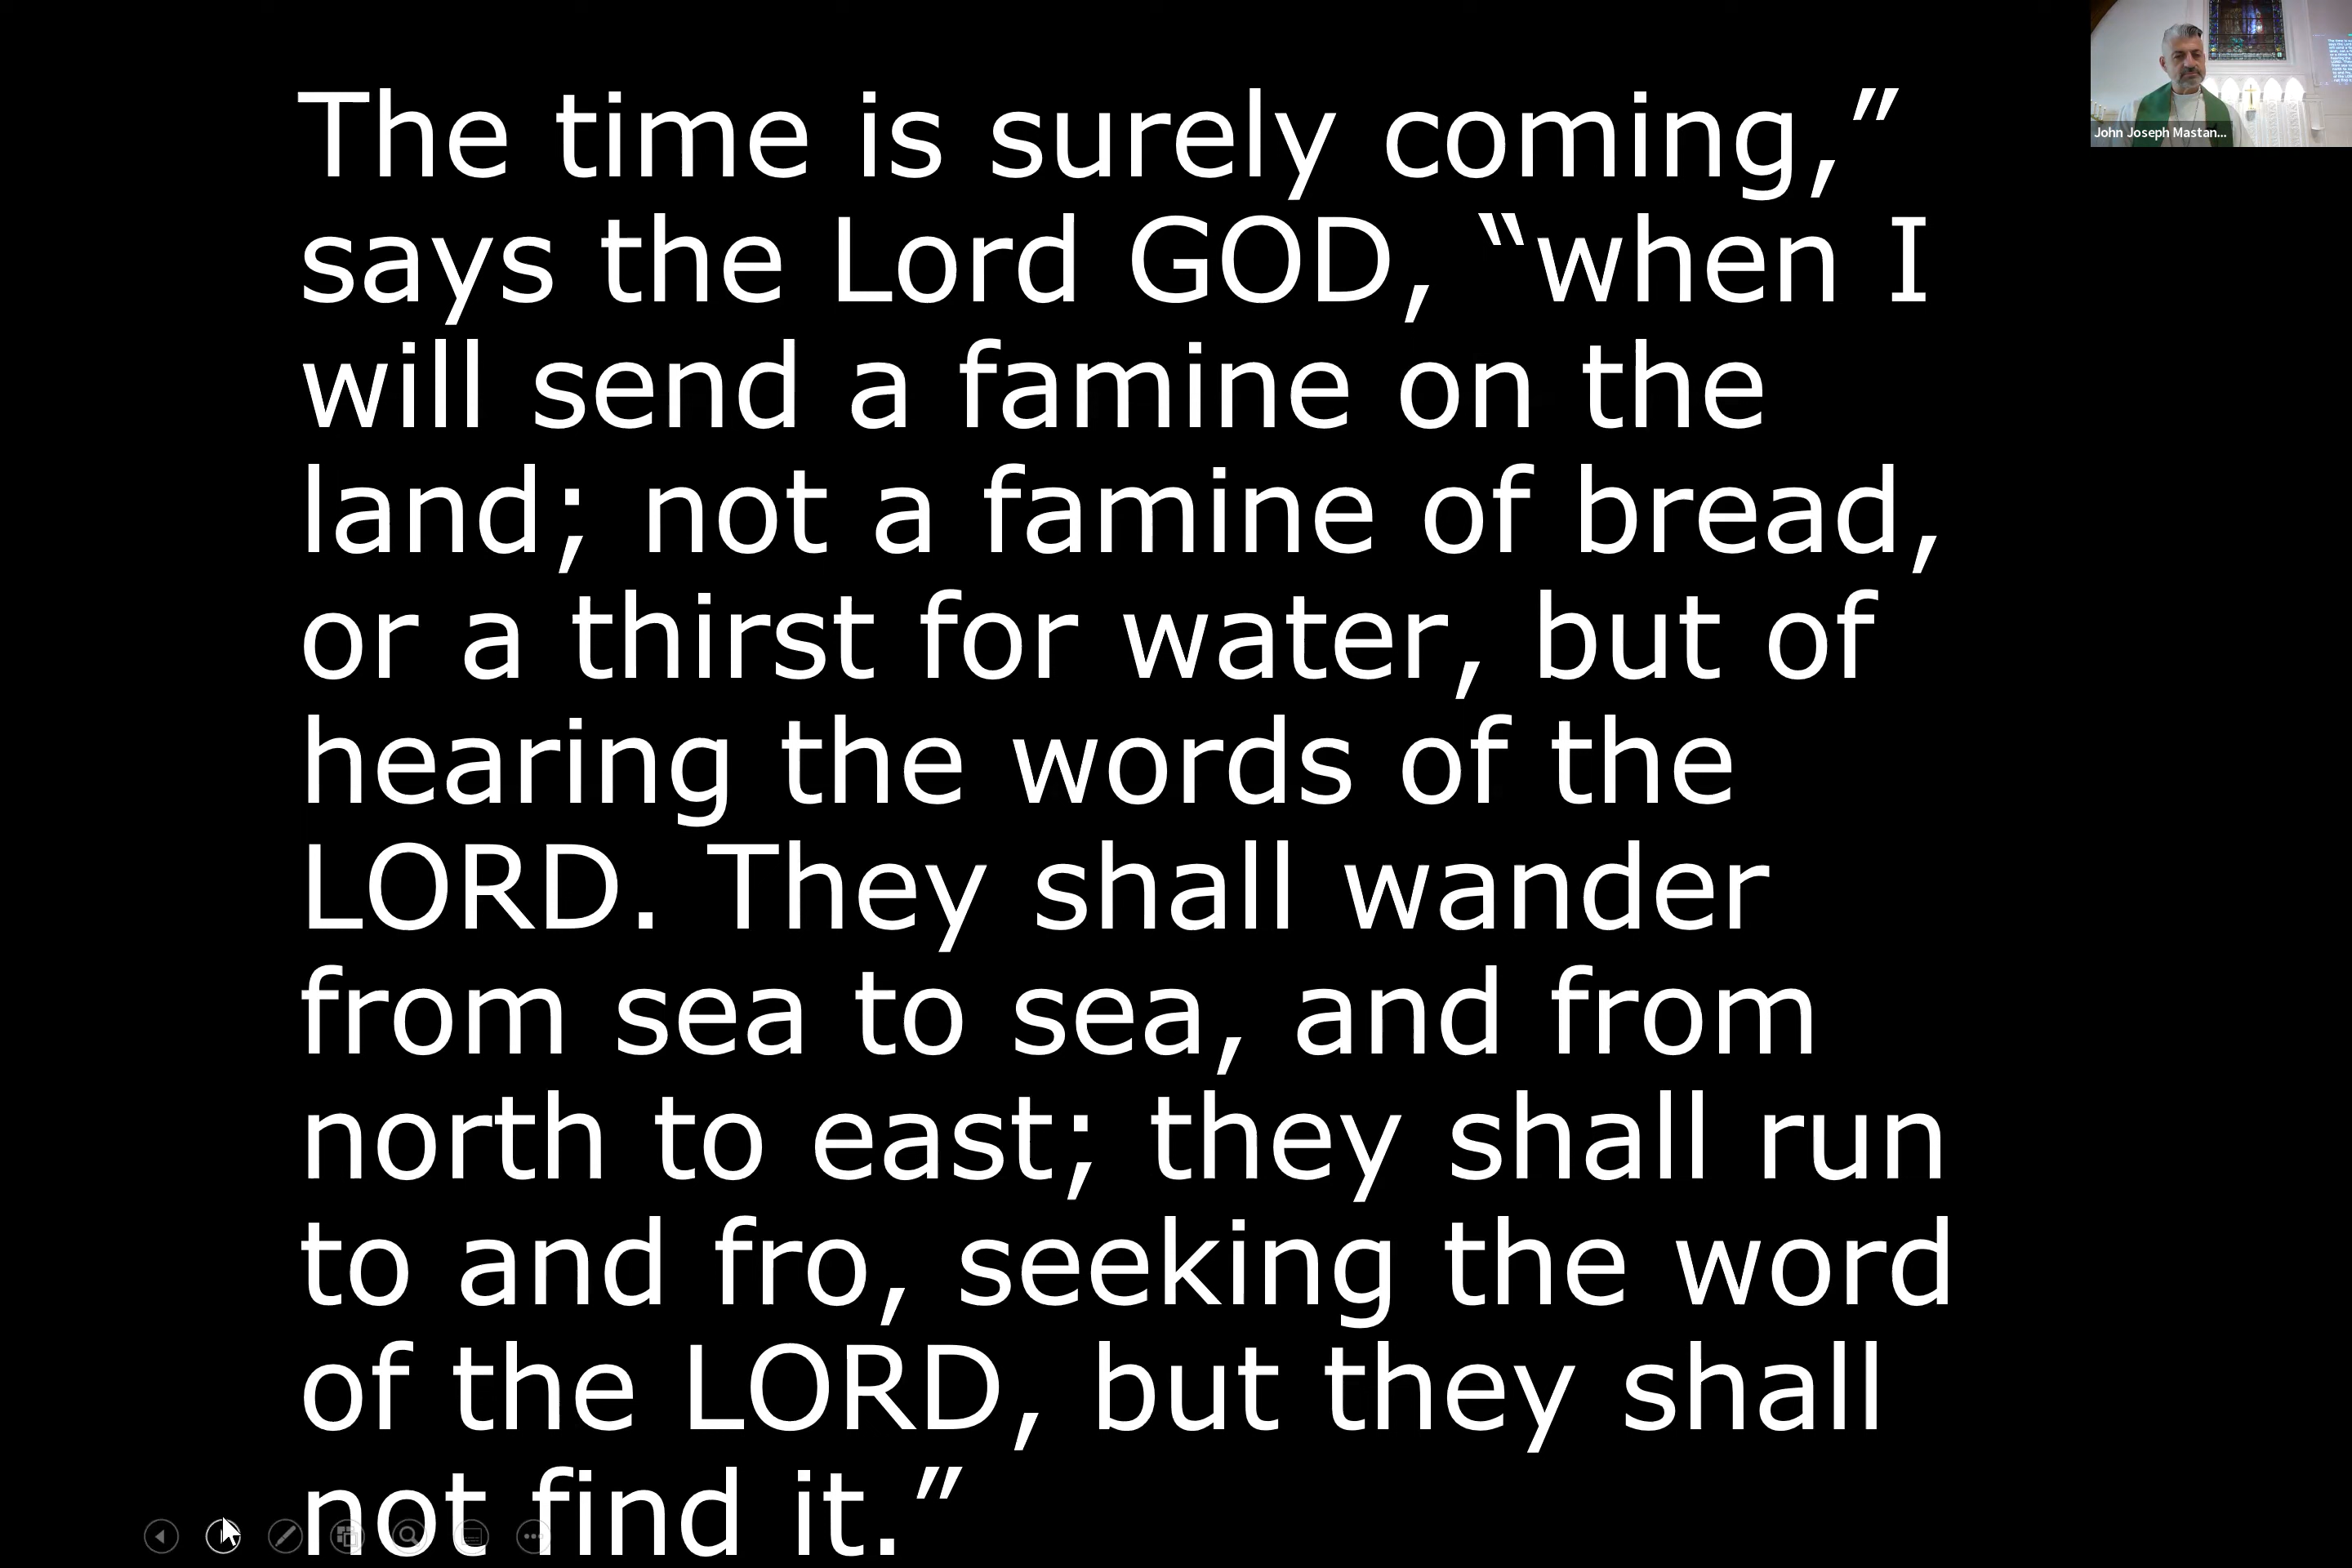 The time is surely coming,”
says the Lord GOD, “when I
will send a famine on the
land; not a famine of bread,
or a thirst for water, but of
hearing the words of the
LORD. They shall wander
from sea to sea, and from
north to east; they shall run
to and fro, seeking the word
of the LORD, but they shall
not find it.”
John Joseph Mastan...